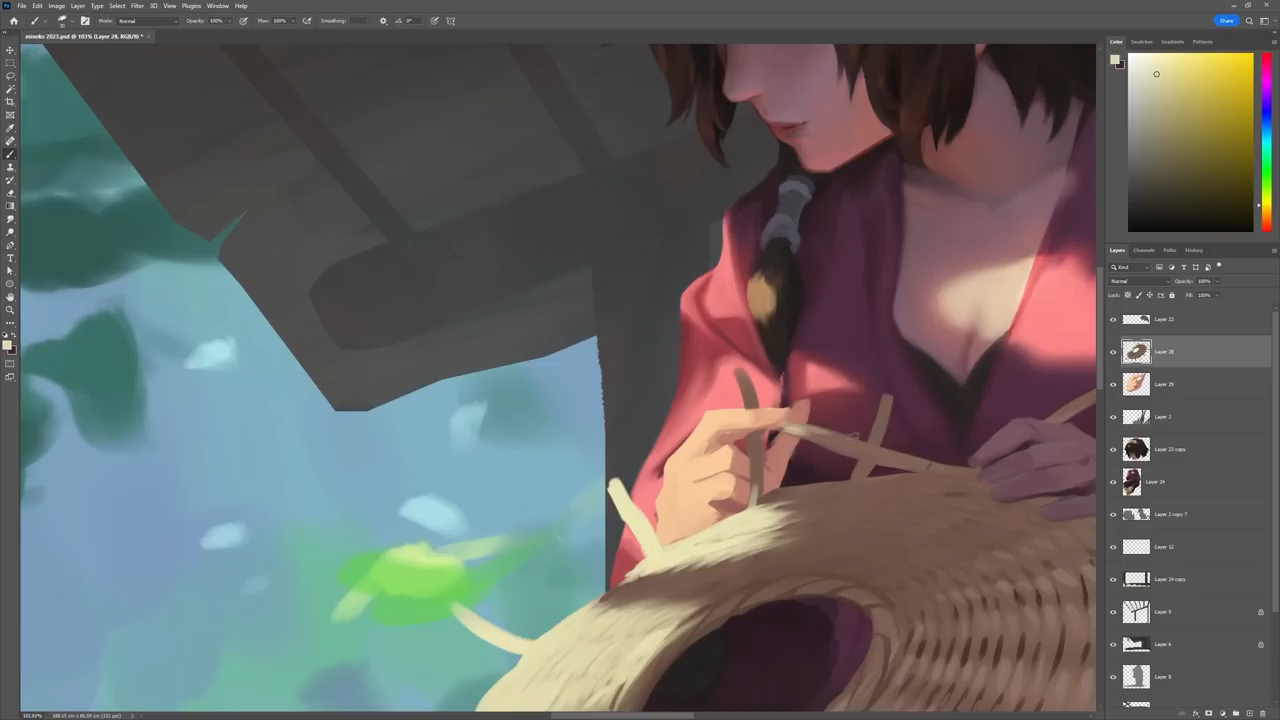 File Edit Image Layer Type Select Filter 3D View Plugins Window Help
Mode: Normal Opacity: 100% Flow: 100% Smoothing: 0° Share
mineko 2023.psd @ 103% (Layer 28, RGB/8) *
Color Swatches Gradients Patterns
Layers Channels Paths History
Kind
Normal Opacity: 100%
Lock: Fill: 100%
Layer 22
Layer 28
Layer 29
Layer 2
Layer 23 copy
Layer 24
Layer 2 copy 7
Layer 12
Layer 24 copy
Layer 5
Layer 6
Layer 8